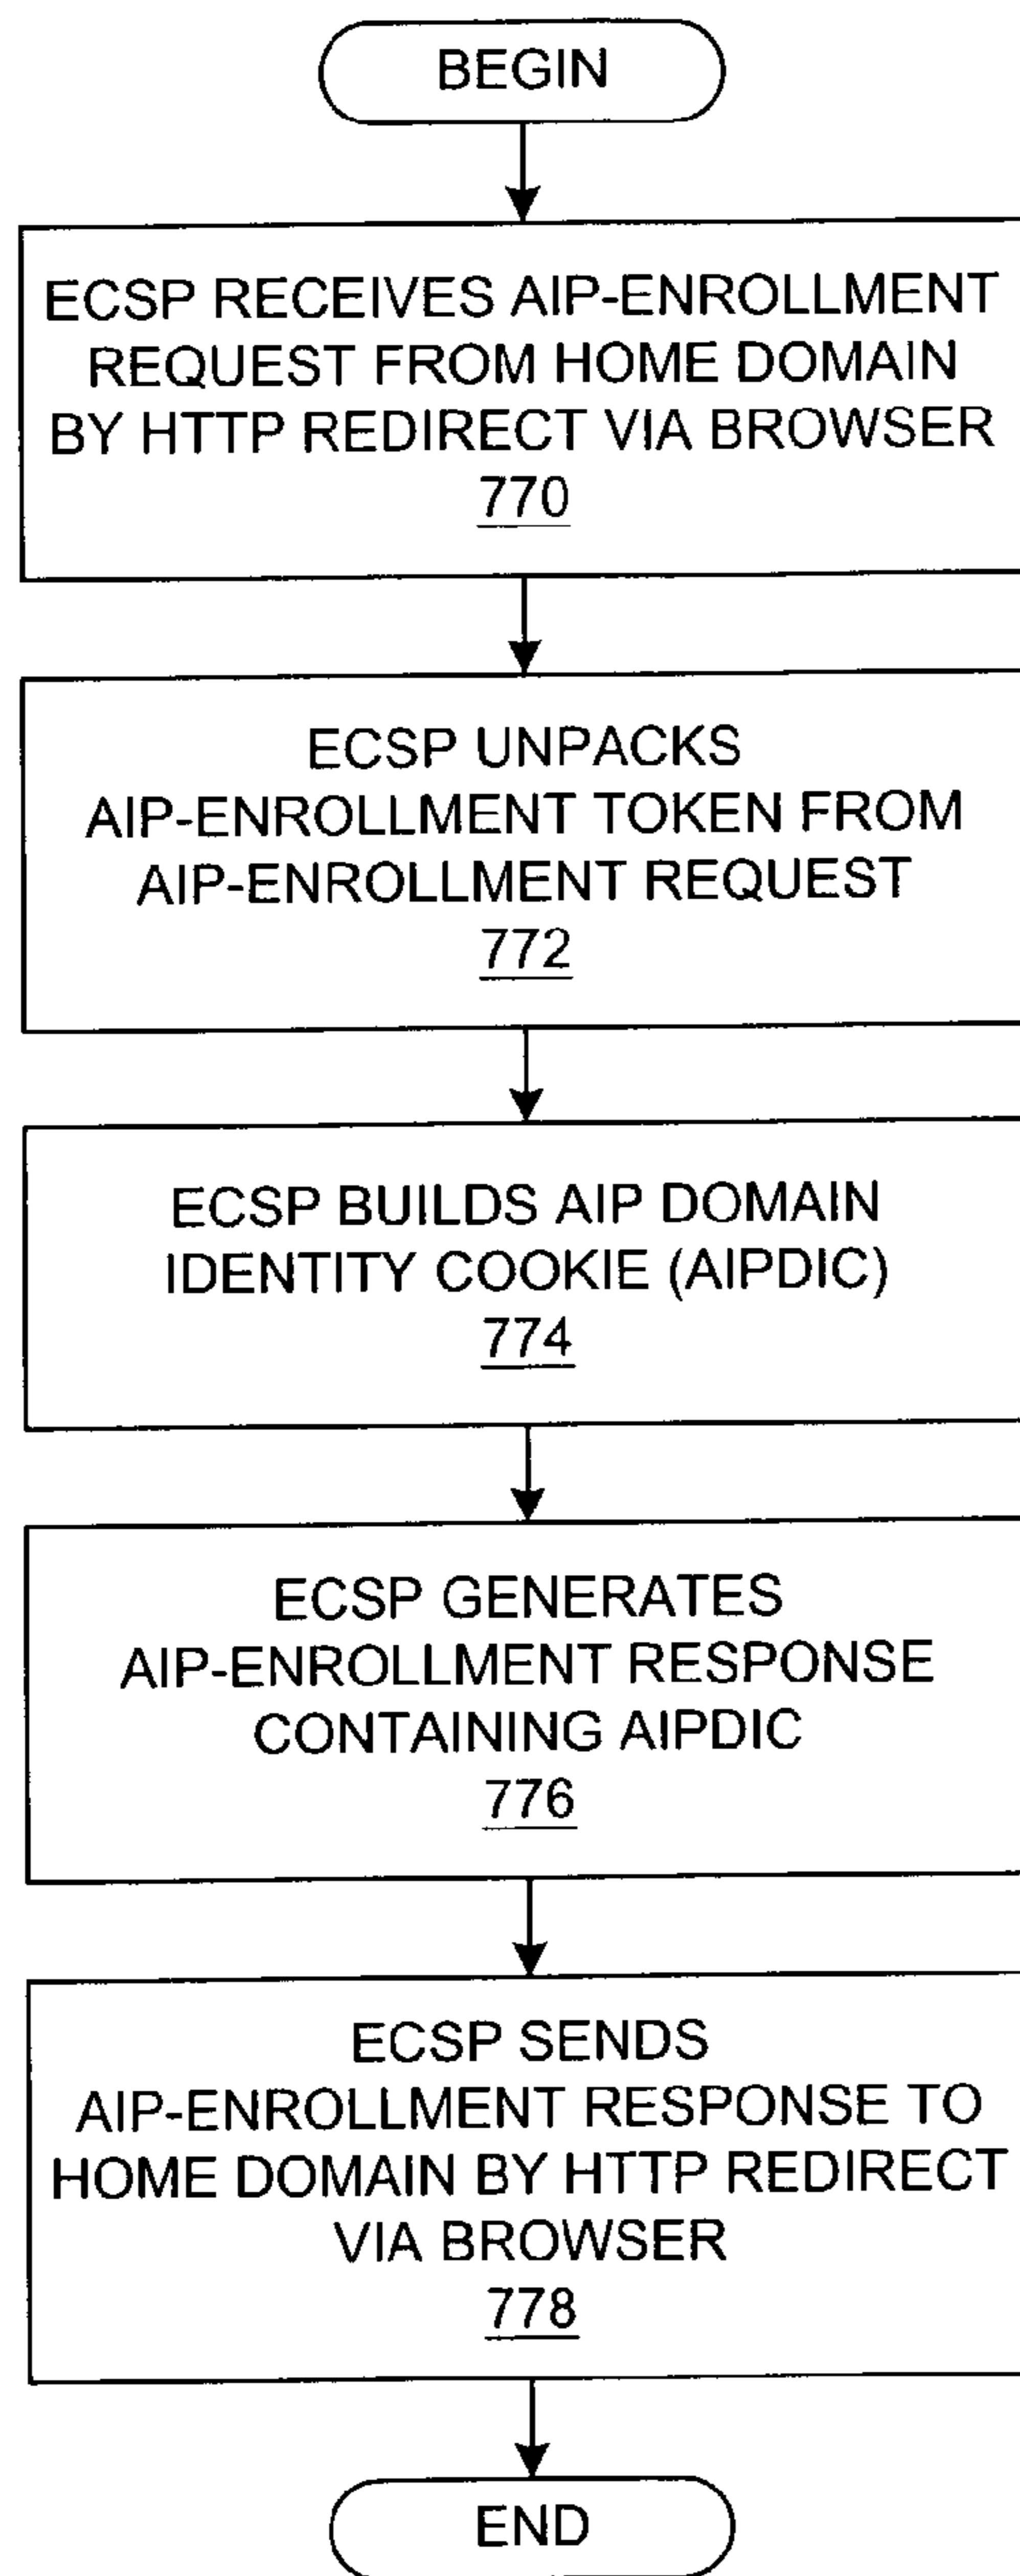 BEGIN
ECSP RECEIVES AIP-ENROLLMENT
REQUEST FROM HOME DOMAIN
BY HTTP REDIRECT VIA BROWSER
770
ECSP UNPACKS
AIP-ENROLLMENT TOKEN FROM
AIP-ENROLLMENT REQUEST
772
ECSP BUILDS AIP DOMAIN
IDENTITY COOKIE (AIPDIC)
774
ECSP GENERATES
AIP-ENROLLMENT RESPONSE
CONTAINING AIPDIC
776
ECSP SENDS
AIP-ENROLLMENT RESPONSE TO
HOME DOMAIN BY HTTP REDIRECT
VIA BROWSER
778
END